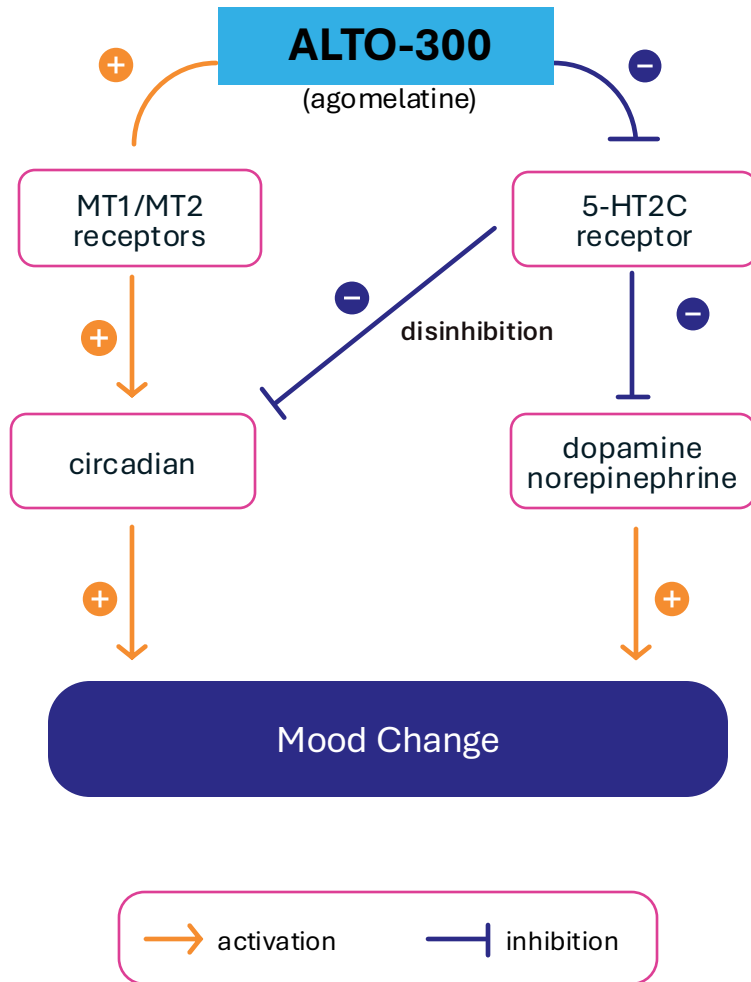 ALTO-300
(agomelatine)
+
−
MT1/MT2
receptors
5-HT2C
receptor
−
−
disinhibition
+
circadian
dopamine
norepinephrine
+
+
Mood Change
activation
inhibition